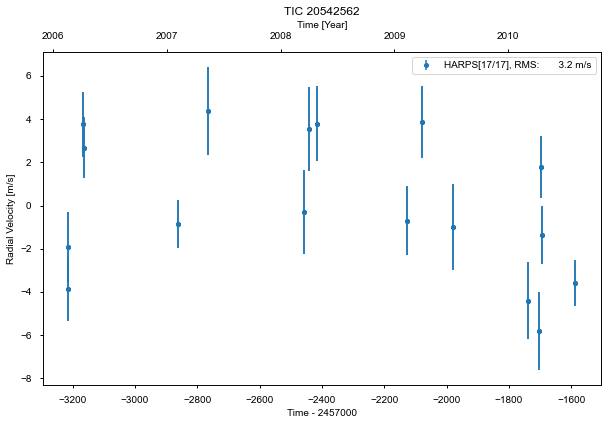 TIC 20542562
Time [Year]
2006 2007 2008 2009 2010
HARPS[17/17], RMS: 3.2 m/s
Radial Velocity [m/s]
6
4
2
0
−2
−4
−6
−8
−3200 −3000 −2800 −2600 −2400 −2200 −2000 −1800 −1600
Time - 2457000